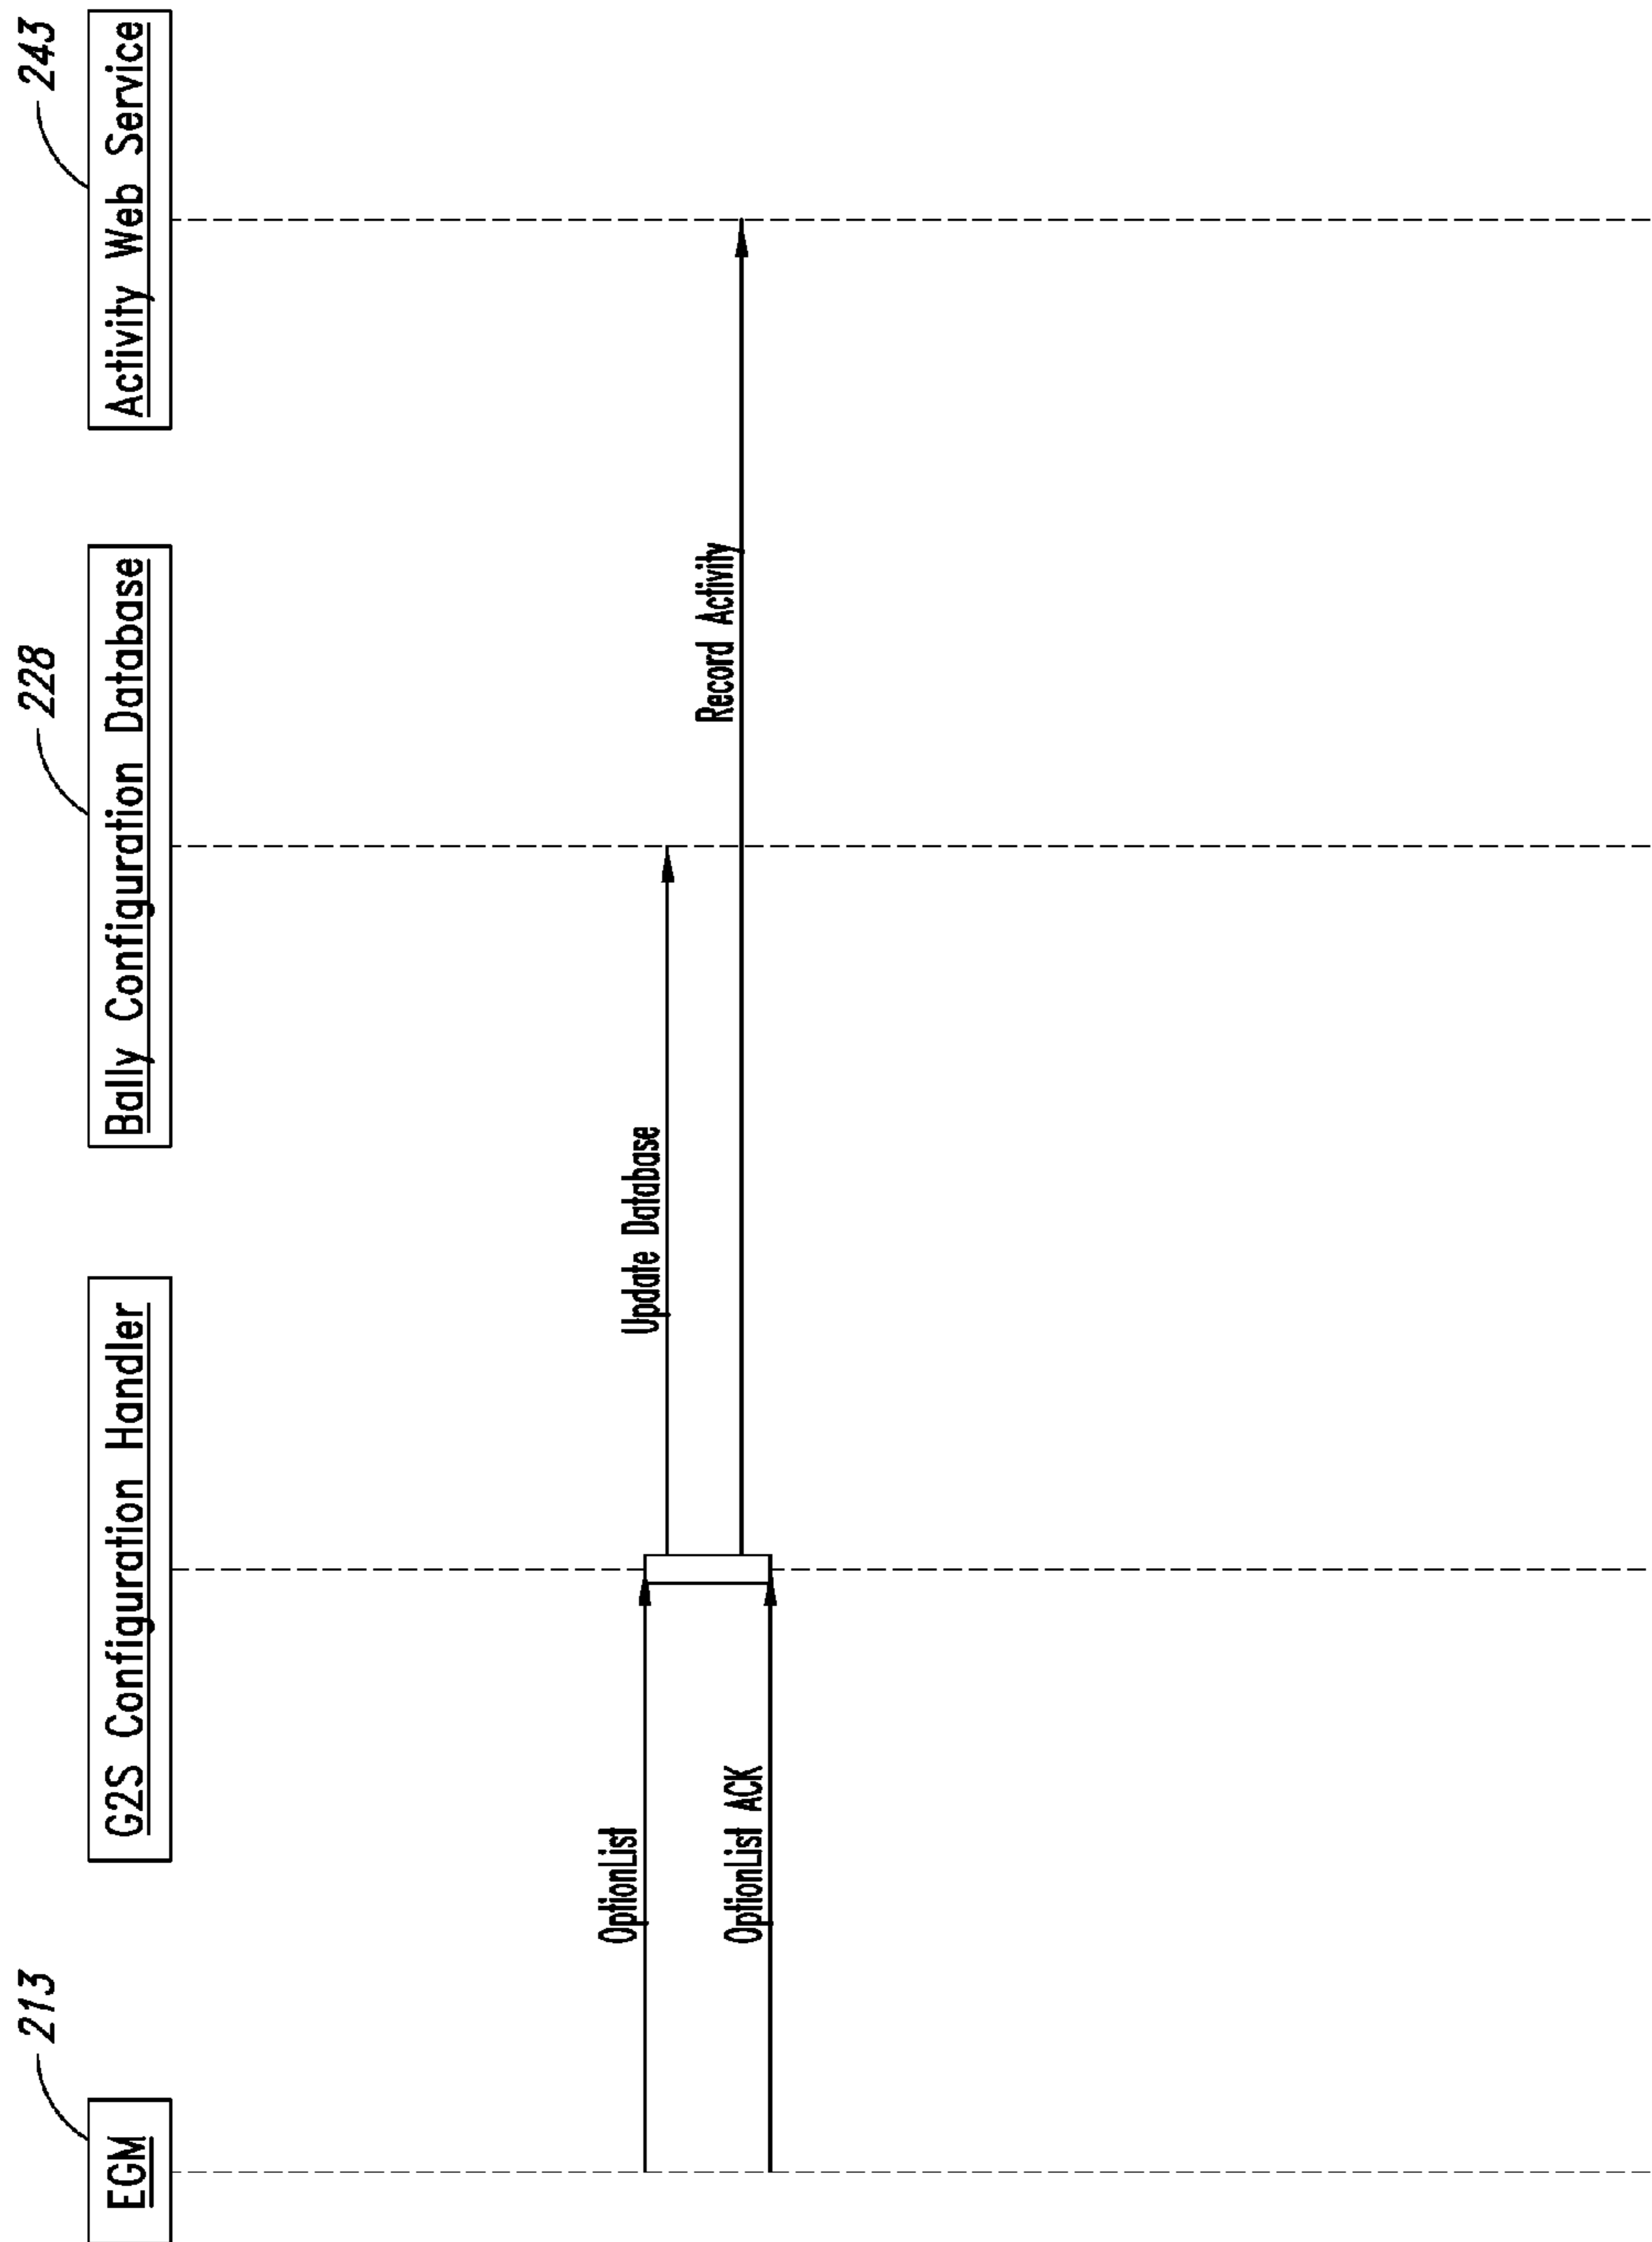 213
228
243
EGM
G2S Configuration Handler
Bally Configuration Database
Activity Web Service
OptionList
Update Database
Record Activity
OptionList ACK